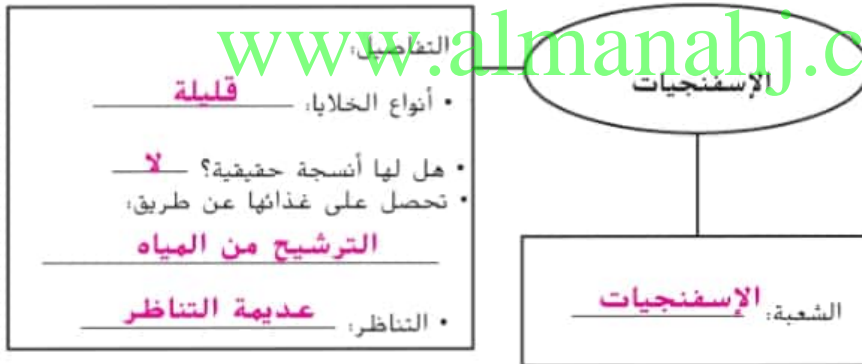 www.almanahj.c
الإسفنجيات
التفاصيل:
• أنواع الخلايا: قليلة
• هل لها أنسجة حقيقية؟ لا
• تحصل على غذائها عن طريق:
الترشيح من المياه
• التناظر: عديمة التناظر
الشعبة: الإسفنجيات